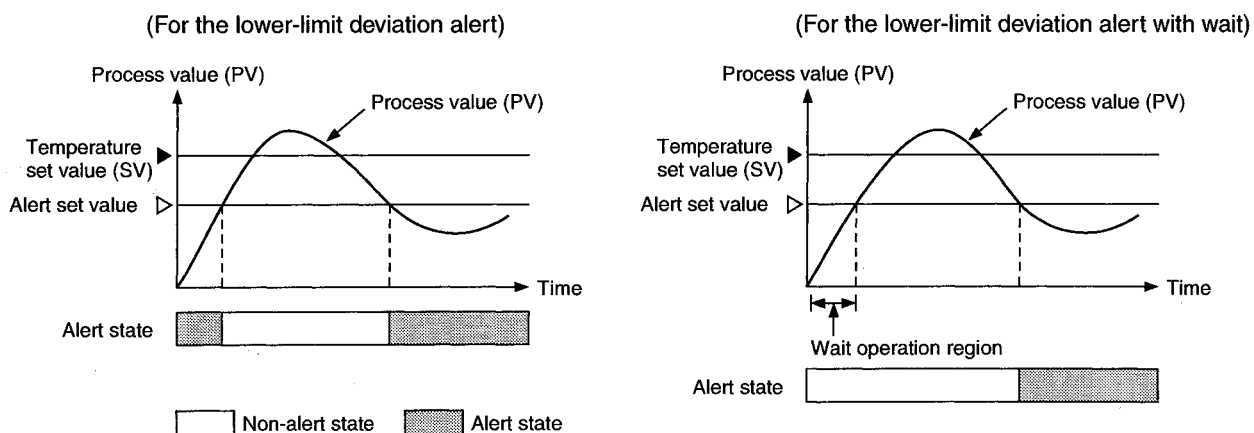 (For the lower-limit deviation alert)
Process value (PV)
Process value (PV)
Temperature
set value (SV)
Alert set value
Time
Alert state
Non-alert state
Alert state
(For the lower-limit deviation alert with wait)
Process value (PV)
Process value (PV)
Temperature
set value (SV)
Alert set value
Time
Wait operation region
Alert state